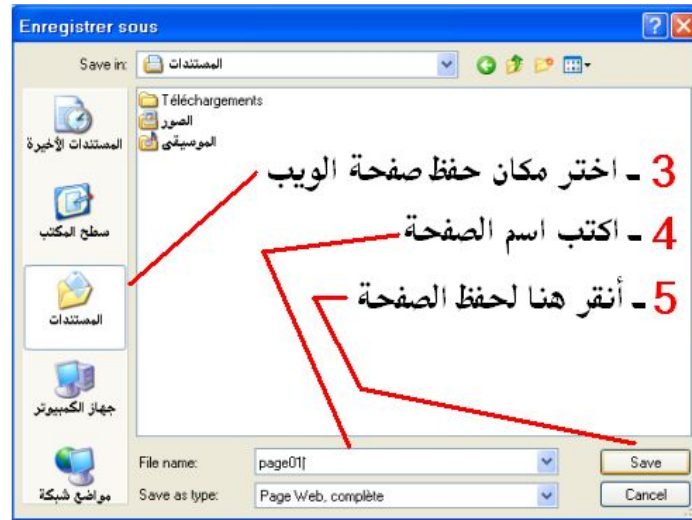 Enregistrer sous
Save in: المستندات
Téléchargements
الصور
الموسيقى
المستندات الأخيرة
سطح المكتب
المستندات
جهاز الكمبيوتر
مواضع شبكة
3 ـ اختر مكان حفظ صفحة الويب
4 ـ اكتب اسم الصفحة
5 ـ أنقر هنا لحفظ الصفحة
File name: page01 Save
Save as type: Page Web, complète Cancel